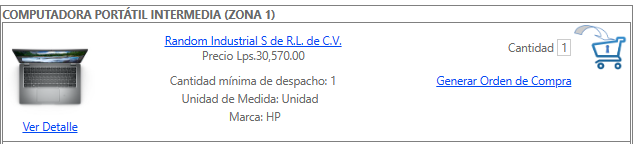 COMPUTADORA PORTÁTIL INTERMEDIA (ZONA 1)
Random Industrial S de R.L. de C.V.
Precio Lps.30,570.00
Cantidad 1
Cantidad mínima de despacho: 1
Generar Orden de Compra
Unidad de Medida: Unidad
Marca: HP
Ver Detalle